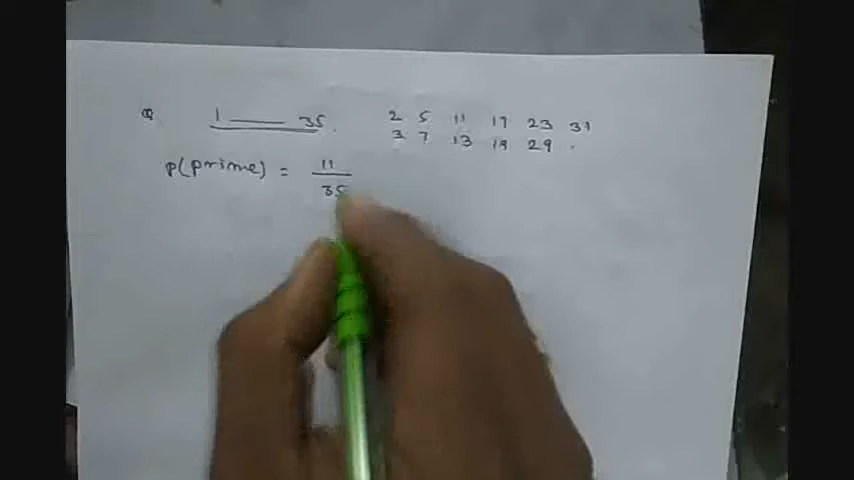 Q 1 —— 35. 2 5 11 17 23 31
3 7 13 19 29 .
P(prime) = 11
35